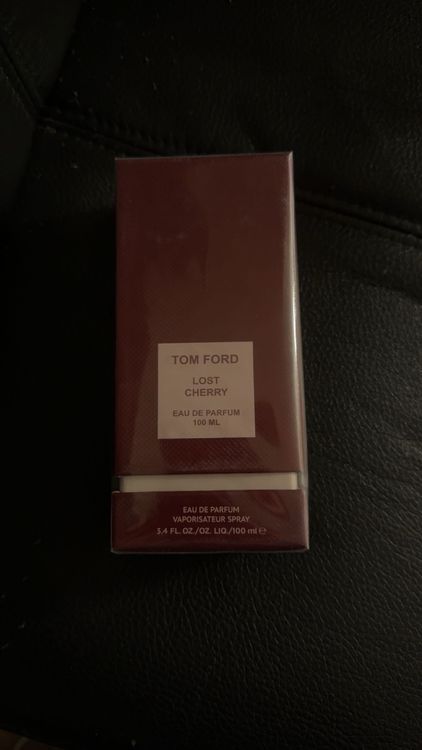 TOM FORD
LOST
CHERRY
EAU DE PARFUM
100 ML
EAU DE PARFUM
VAPORISATEUR SPRAY
3.4 FL. OZ./OZ. LIQ./100 ml ℮